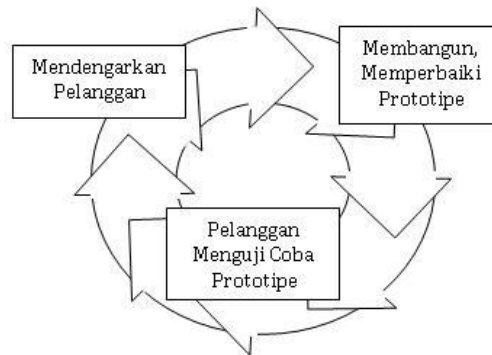 Mendengarkan
Pelanggan
Membangun,
Memperbaiki
Prototipe
Pelanggan
Menguji Coba
Prototipe